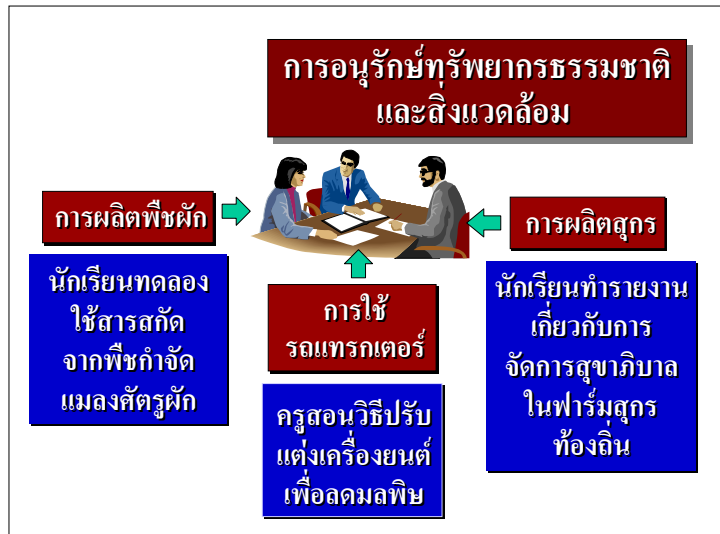 การอนุรักษ์ทรัพยากรธรรมชาติ
และสิ่งแวดล้อม
การผลิตพืชผัก
นักเรียนทดลอง
ใช้สารสกัด
จากพืชกำจัด
แมลงศัตรูผัก
การใช้
รถแทรกเตอร์
ครูสอนวิธีปรับ
แต่งเครื่องยนต์
เพื่อลดมลพิษ
การผลิตสุกร
นักเรียนทำรายงาน
เกี่ยวกับการ
จัดการสุขาภิบาล
ในฟาร์มสุกร
ท้องถิ่น